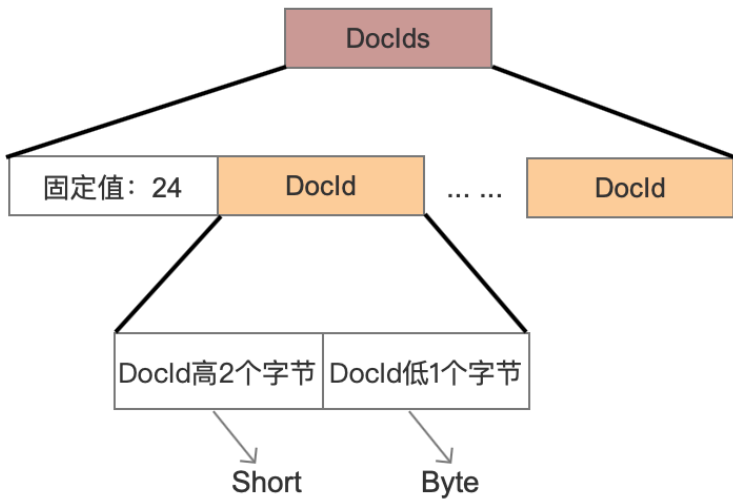 DocIds
固定值：24
DocId
... ...
DocId
DocId高2个字节
DocId低1个字节
Short
Byte